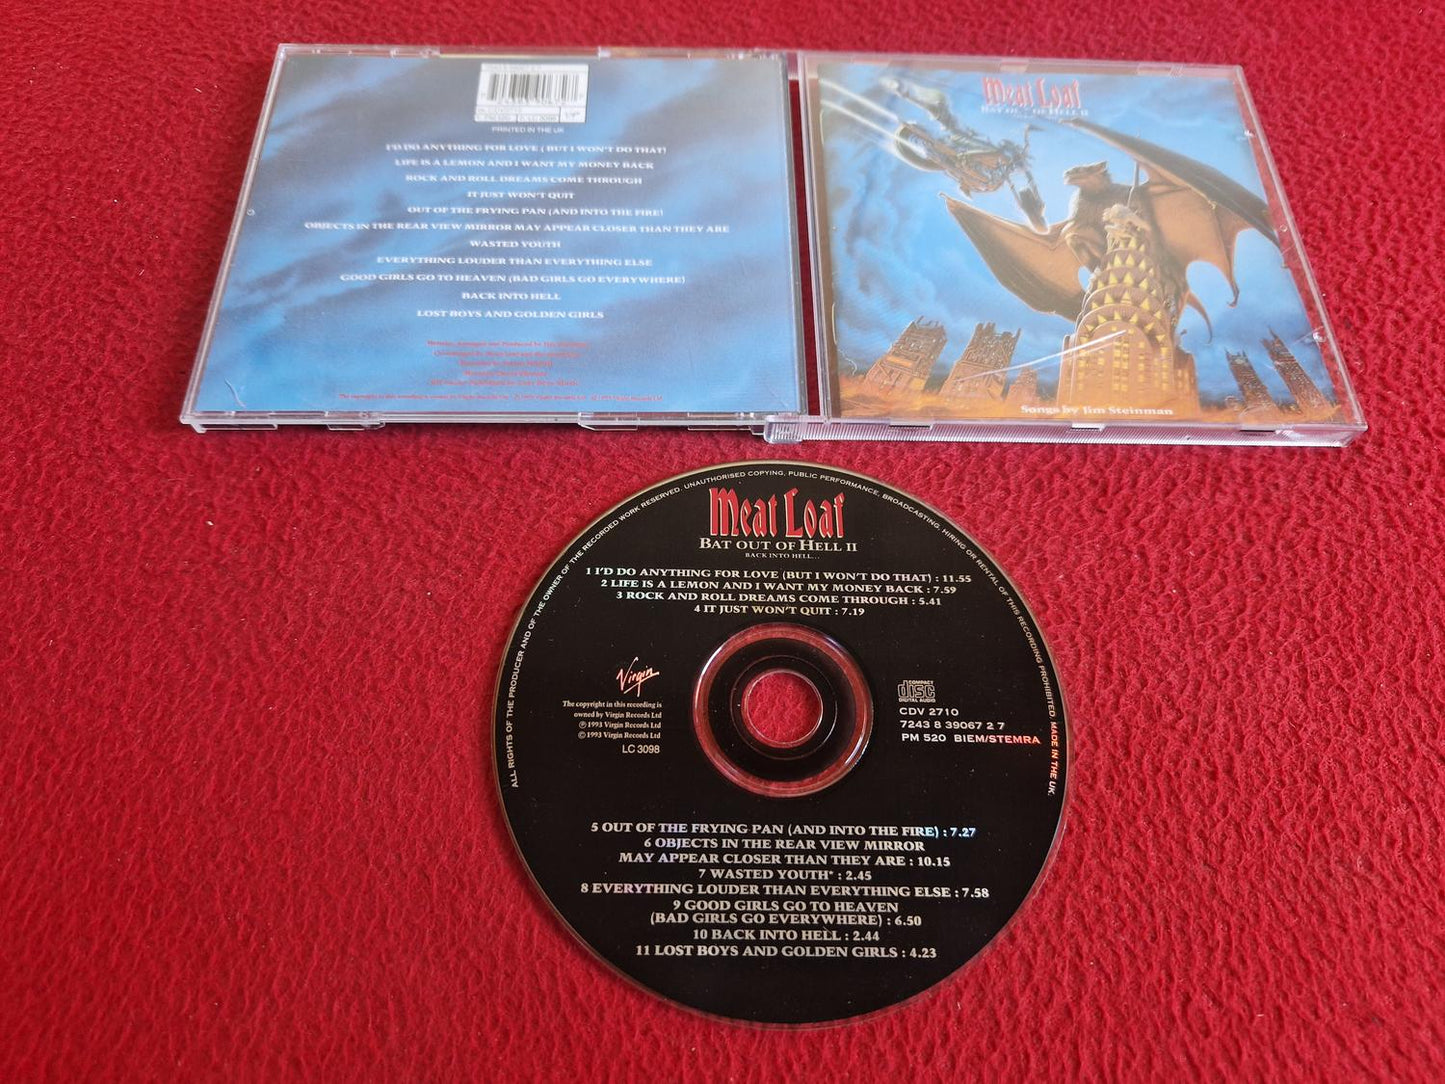 PRINTED IN THE UK
I'D DO ANYTHING FOR LOVE ( BUT I WON'T DO THAT)
LIFE IS A LEMON AND I WANT MY MONEY BACK
ROCK AND ROLL DREAMS COME THROUGH
IT JUST WON'T QUIT
OUT OF THE FRYING PAN (AND INTO THE FIRE)
OBJECTS IN THE REAR VIEW MIRROR MAY APPEAR CLOSER THAN THEY ARE
WASTED YOUTH
EVERYTHING LOUDER THAN EVERYTHING ELSE
GOOD GIRLS GO TO HEAVEN (BAD GIRLS GO EVERYWHERE)
BACK INTO HELL
LOST BOYS AND GOLDEN GIRLS
Meat Loaf
BAT OUT OF HELL II
Songs by Jim Steinman
ALL RIGHTS OF THE PRODUCER AND OF THE OWNER OF THE RECORDED WORK RESERVED. UNAUTHORISED COPYING, PUBLIC PERFORMANCE, BROADCASTING, HIRING OR RENTAL OF THIS RECORDING PROHIBITED. MADE IN THE UK.
Meat Loaf
BAT OUT OF HELL II
BACK INTO HELL...
1 I'D DO ANYTHING FOR LOVE (BUT I WON'T DO THAT) : 11.55
2 LIFE IS A LEMON AND I WANT MY MONEY BACK : 7.59
3 ROCK AND ROLL DREAMS COME THROUGH : 5.41
4 IT JUST WON'T QUIT : 7.19
Virgin
The copyright in this recording is
owned by Virgin Records Ltd
℗ 1993 Virgin Records Ltd
© 1993 Virgin Records Ltd
LC 3098
COMPACT
disc
DIGITAL AUDIO
CDV 2710
7243 8 39067 2 7
PM 520 BIEM/STEMRA
5 OUT OF THE FRYING PAN (AND INTO THE FIRE) : 7.27
6 OBJECTS IN THE REAR VIEW MIRROR
MAY APPEAR CLOSER THAN THEY ARE : 10.15
7 WASTED YOUTH* : 2.45
8 EVERYTHING LOUDER THAN EVERYTHING ELSE : 7.58
9 GOOD GIRLS GO TO HEAVEN
(BAD GIRLS GO EVERYWHERE) : 6.50
10 BACK INTO HELL : 2.44
11 LOST BOYS AND GOLDEN GIRLS : 4.23